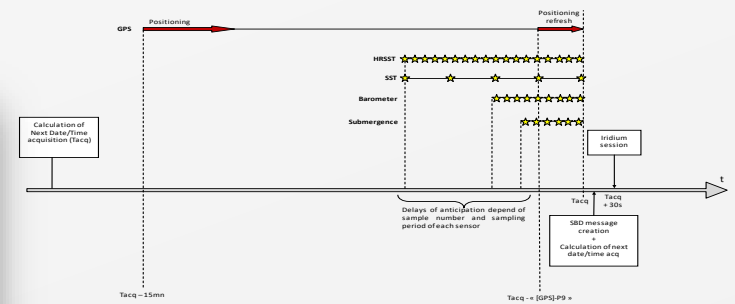 Positioning
Positioning
refresh
GPS
HRSST
SST
Barometer
Submergence
Calculation of
Next Date/Time
acquisition (Tacq)
Iridium
session
t
Tacq
Tacq
+ 30s
Delays of anticipation depend of
sample number and sampling
period of each sensor
SBD message
creation
+
Calculation of next
date/time acq
Tacq – 15mn
Tacq - « [GPS]-P9 »